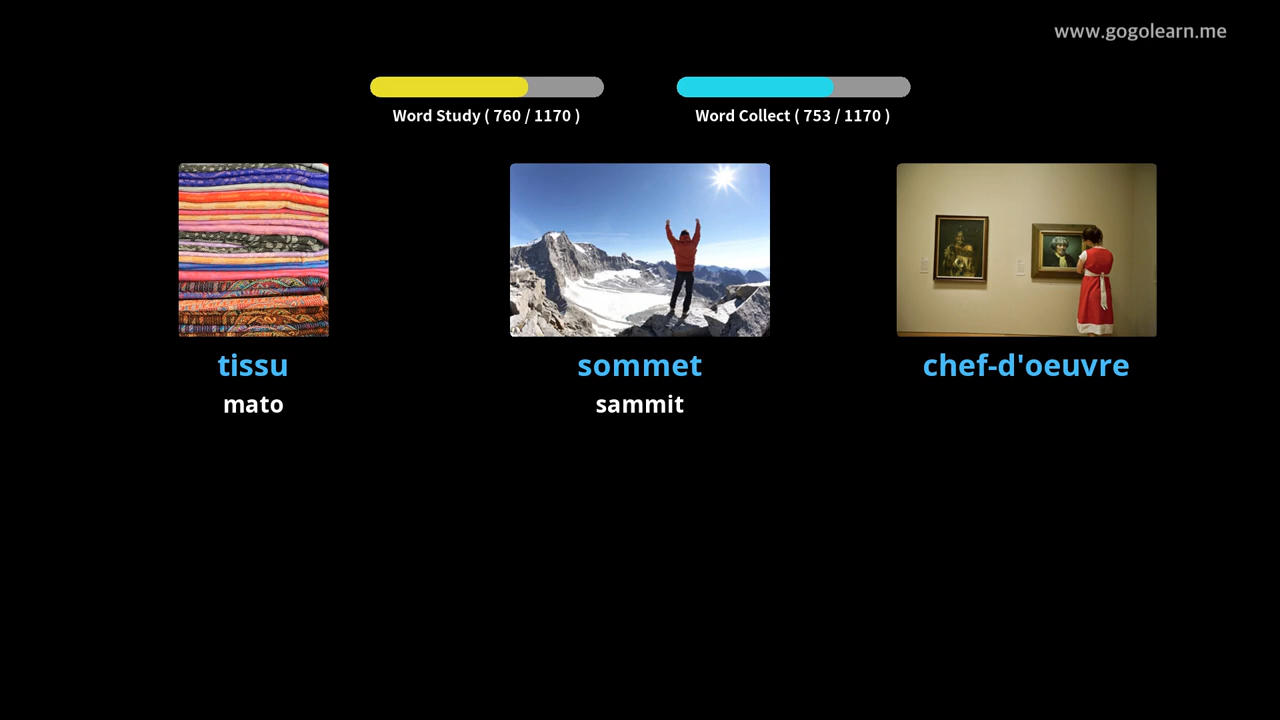 www.gogolearn.me
Word Study ( 760 / 1170 )
Word Collect ( 753 / 1170 )
tissu
sommet
chef-d'oeuvre
mato
sammit